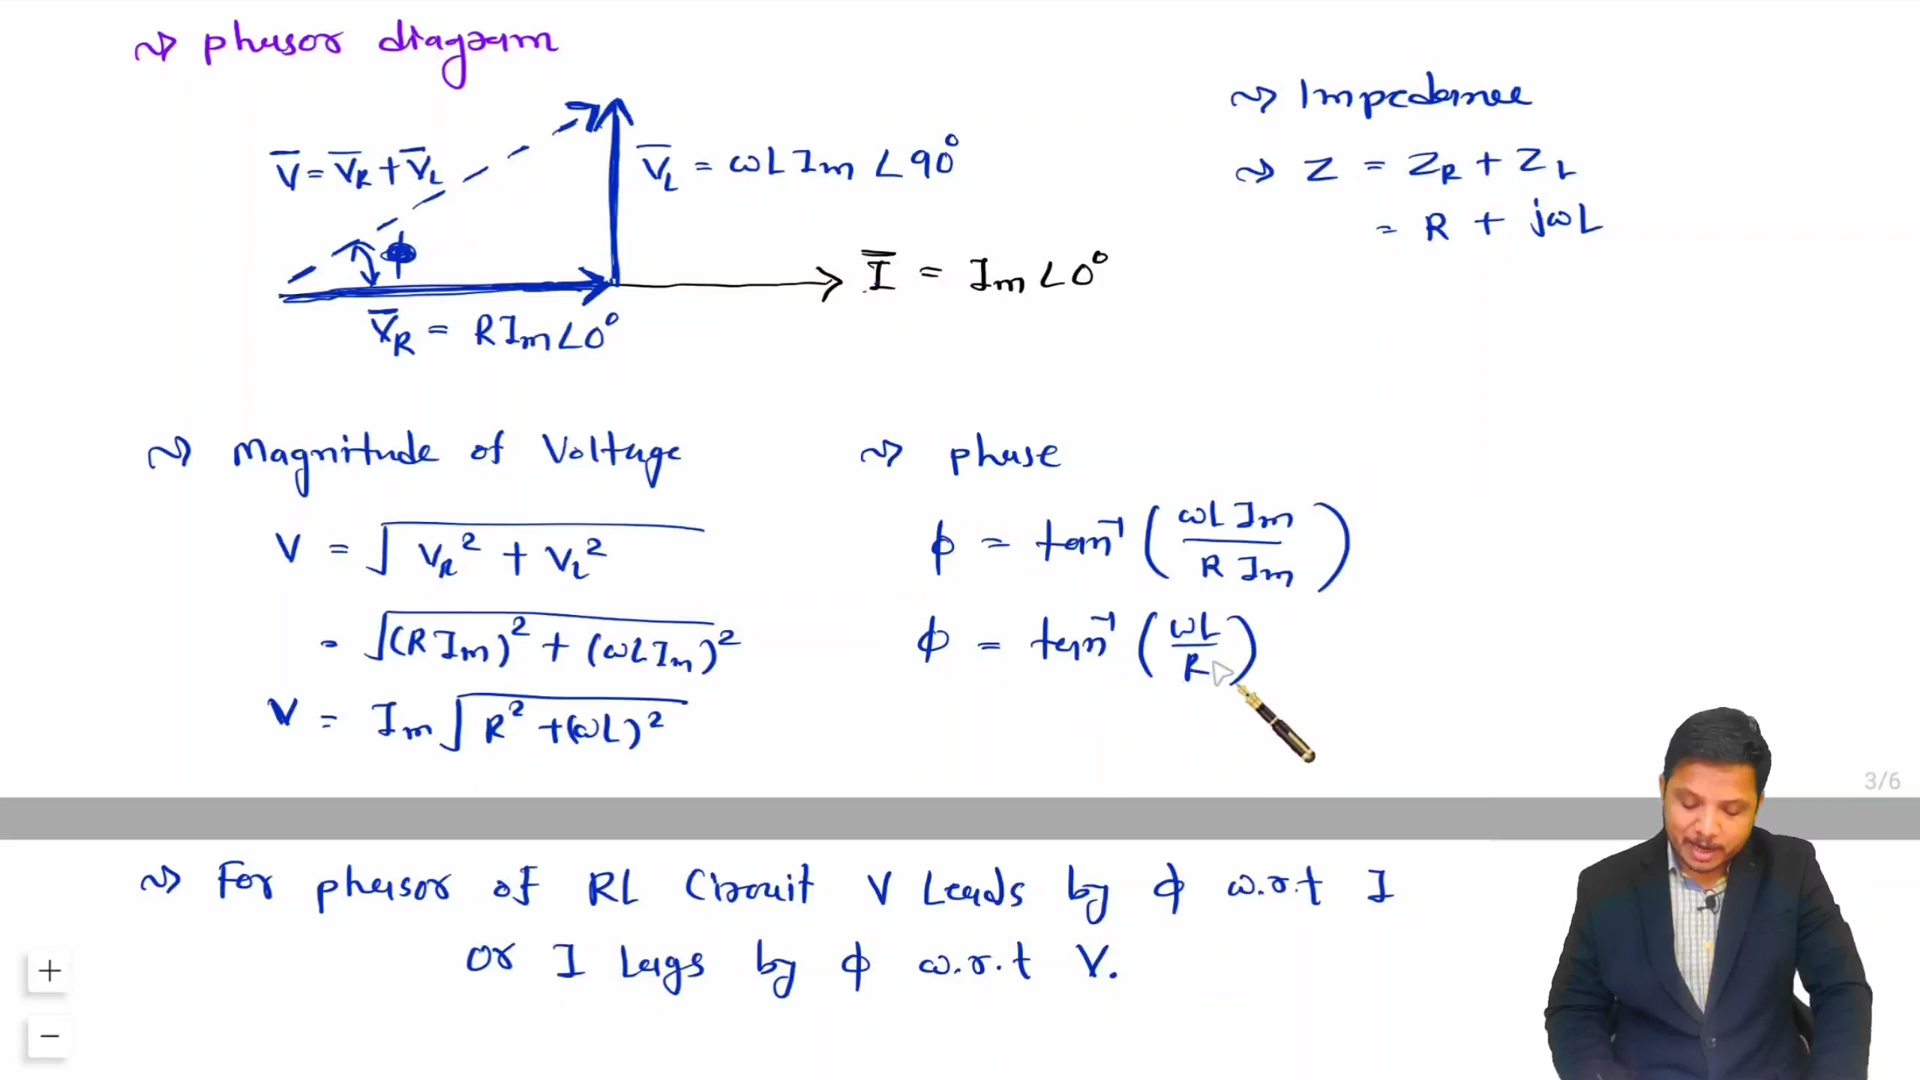 ~> phasor diagram
~> Impedance
V̅ = V̅R + V̅L
V̅L = ωL Im ∠90°
~> Z = ZR + ZL
= R + jωL
ϕ
I̅ = Im ∠0°
V̅R = R Im ∠0°
~> Magnitude of Voltage
~> phase
V = √(VR² + VL²)
ϕ = tan⁻¹ (ωL Im / R Im)
= √((R Im)² + (ωL Im)²)
ϕ = tan⁻¹ (ωL / R)
V = Im √(R² + (ωL)²)
3/6
~> For phasor of RL Circuit V Leads by ϕ w.r.t I
or I Lags by ϕ w.r.t V.
+
−